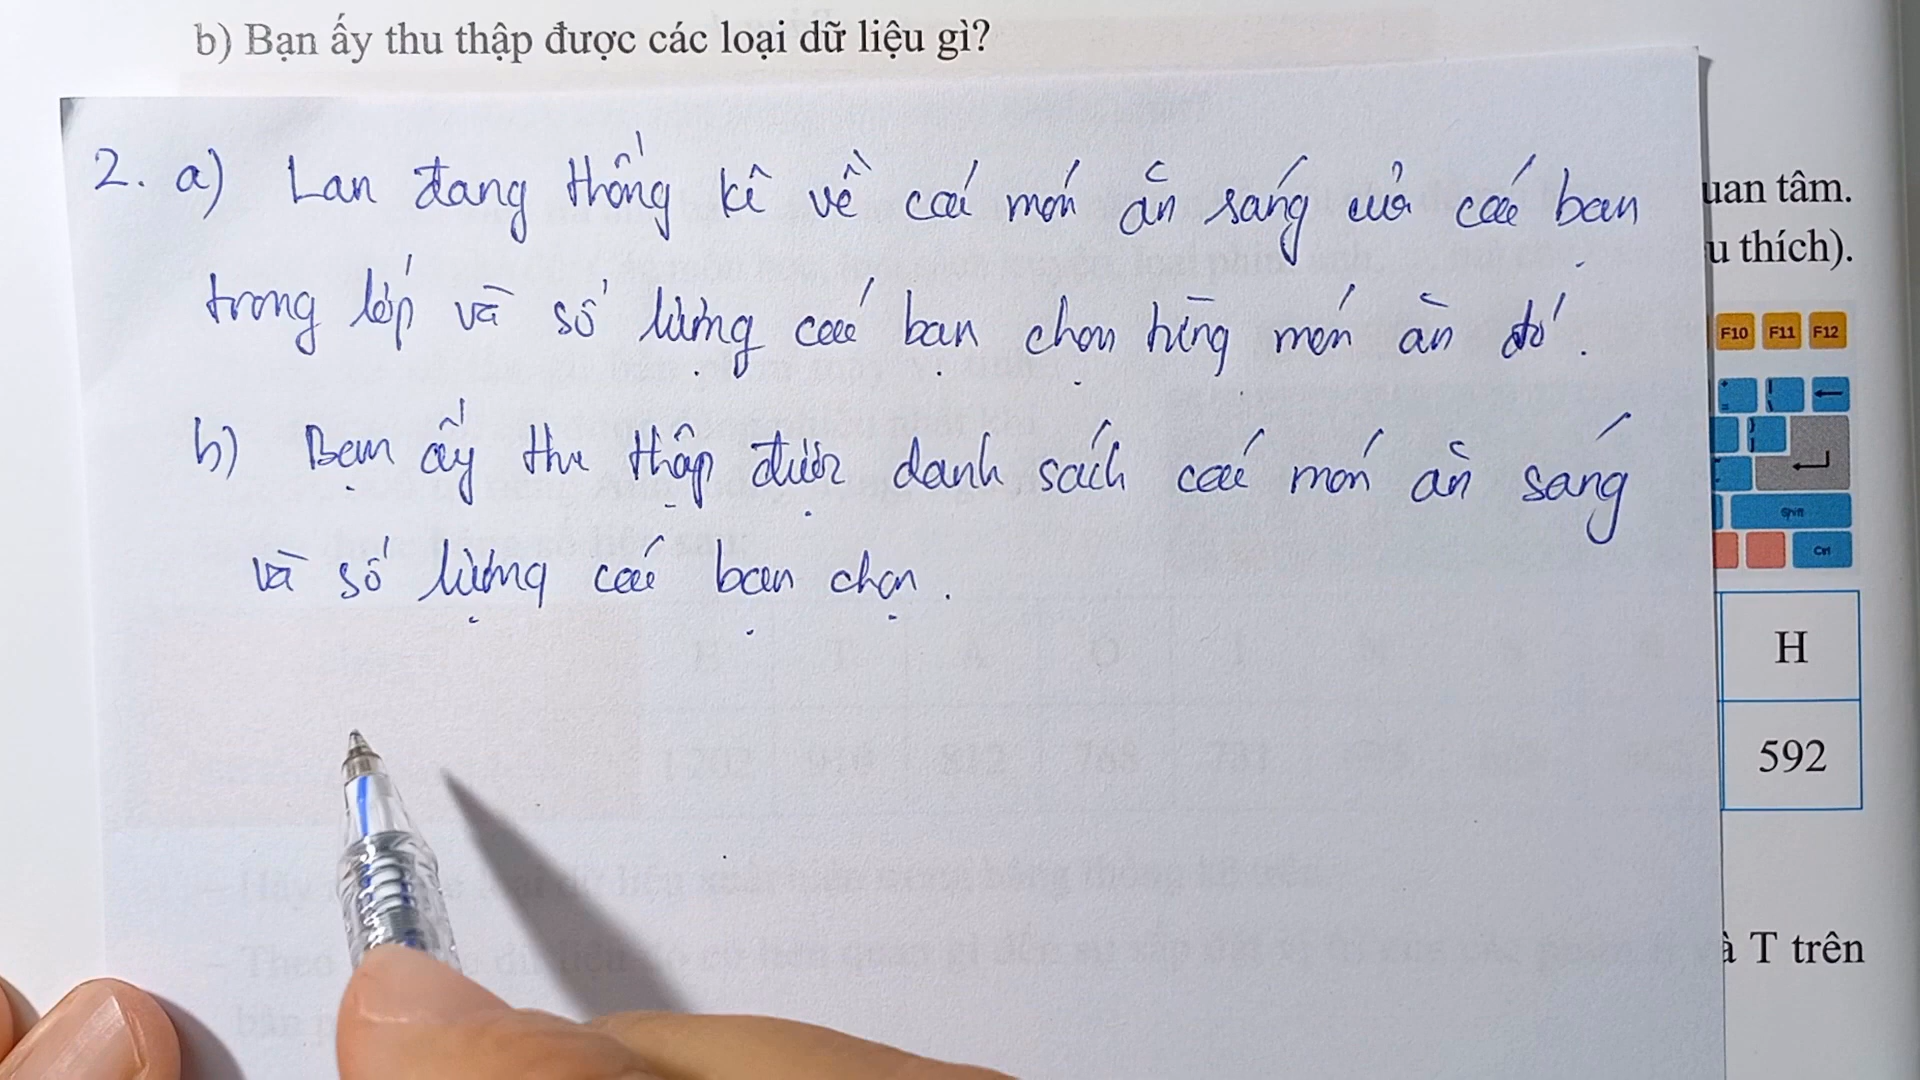 b) Bạn ấy thu thập được các loại dữ liệu gì?
2. a) Lan đang thống kê về các món ăn sáng của các bạn
trong lớp và số lượng các bạn chọn từng món ăn đó.
b) Bạn ấy thu thập được danh sách các món ăn sáng
và số lượng các bạn chọn.
uan tâm.
u thích).
F10 F11 F12
Shift
Ctrl
H
592
à T trên